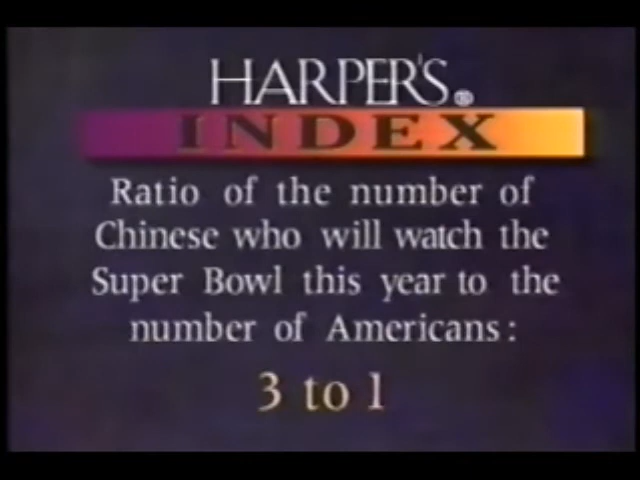 HARPER'S®
INDEX
Ratio of the number of
Chinese who will watch the
Super Bowl this year to the
number of Americans:
3 to 1